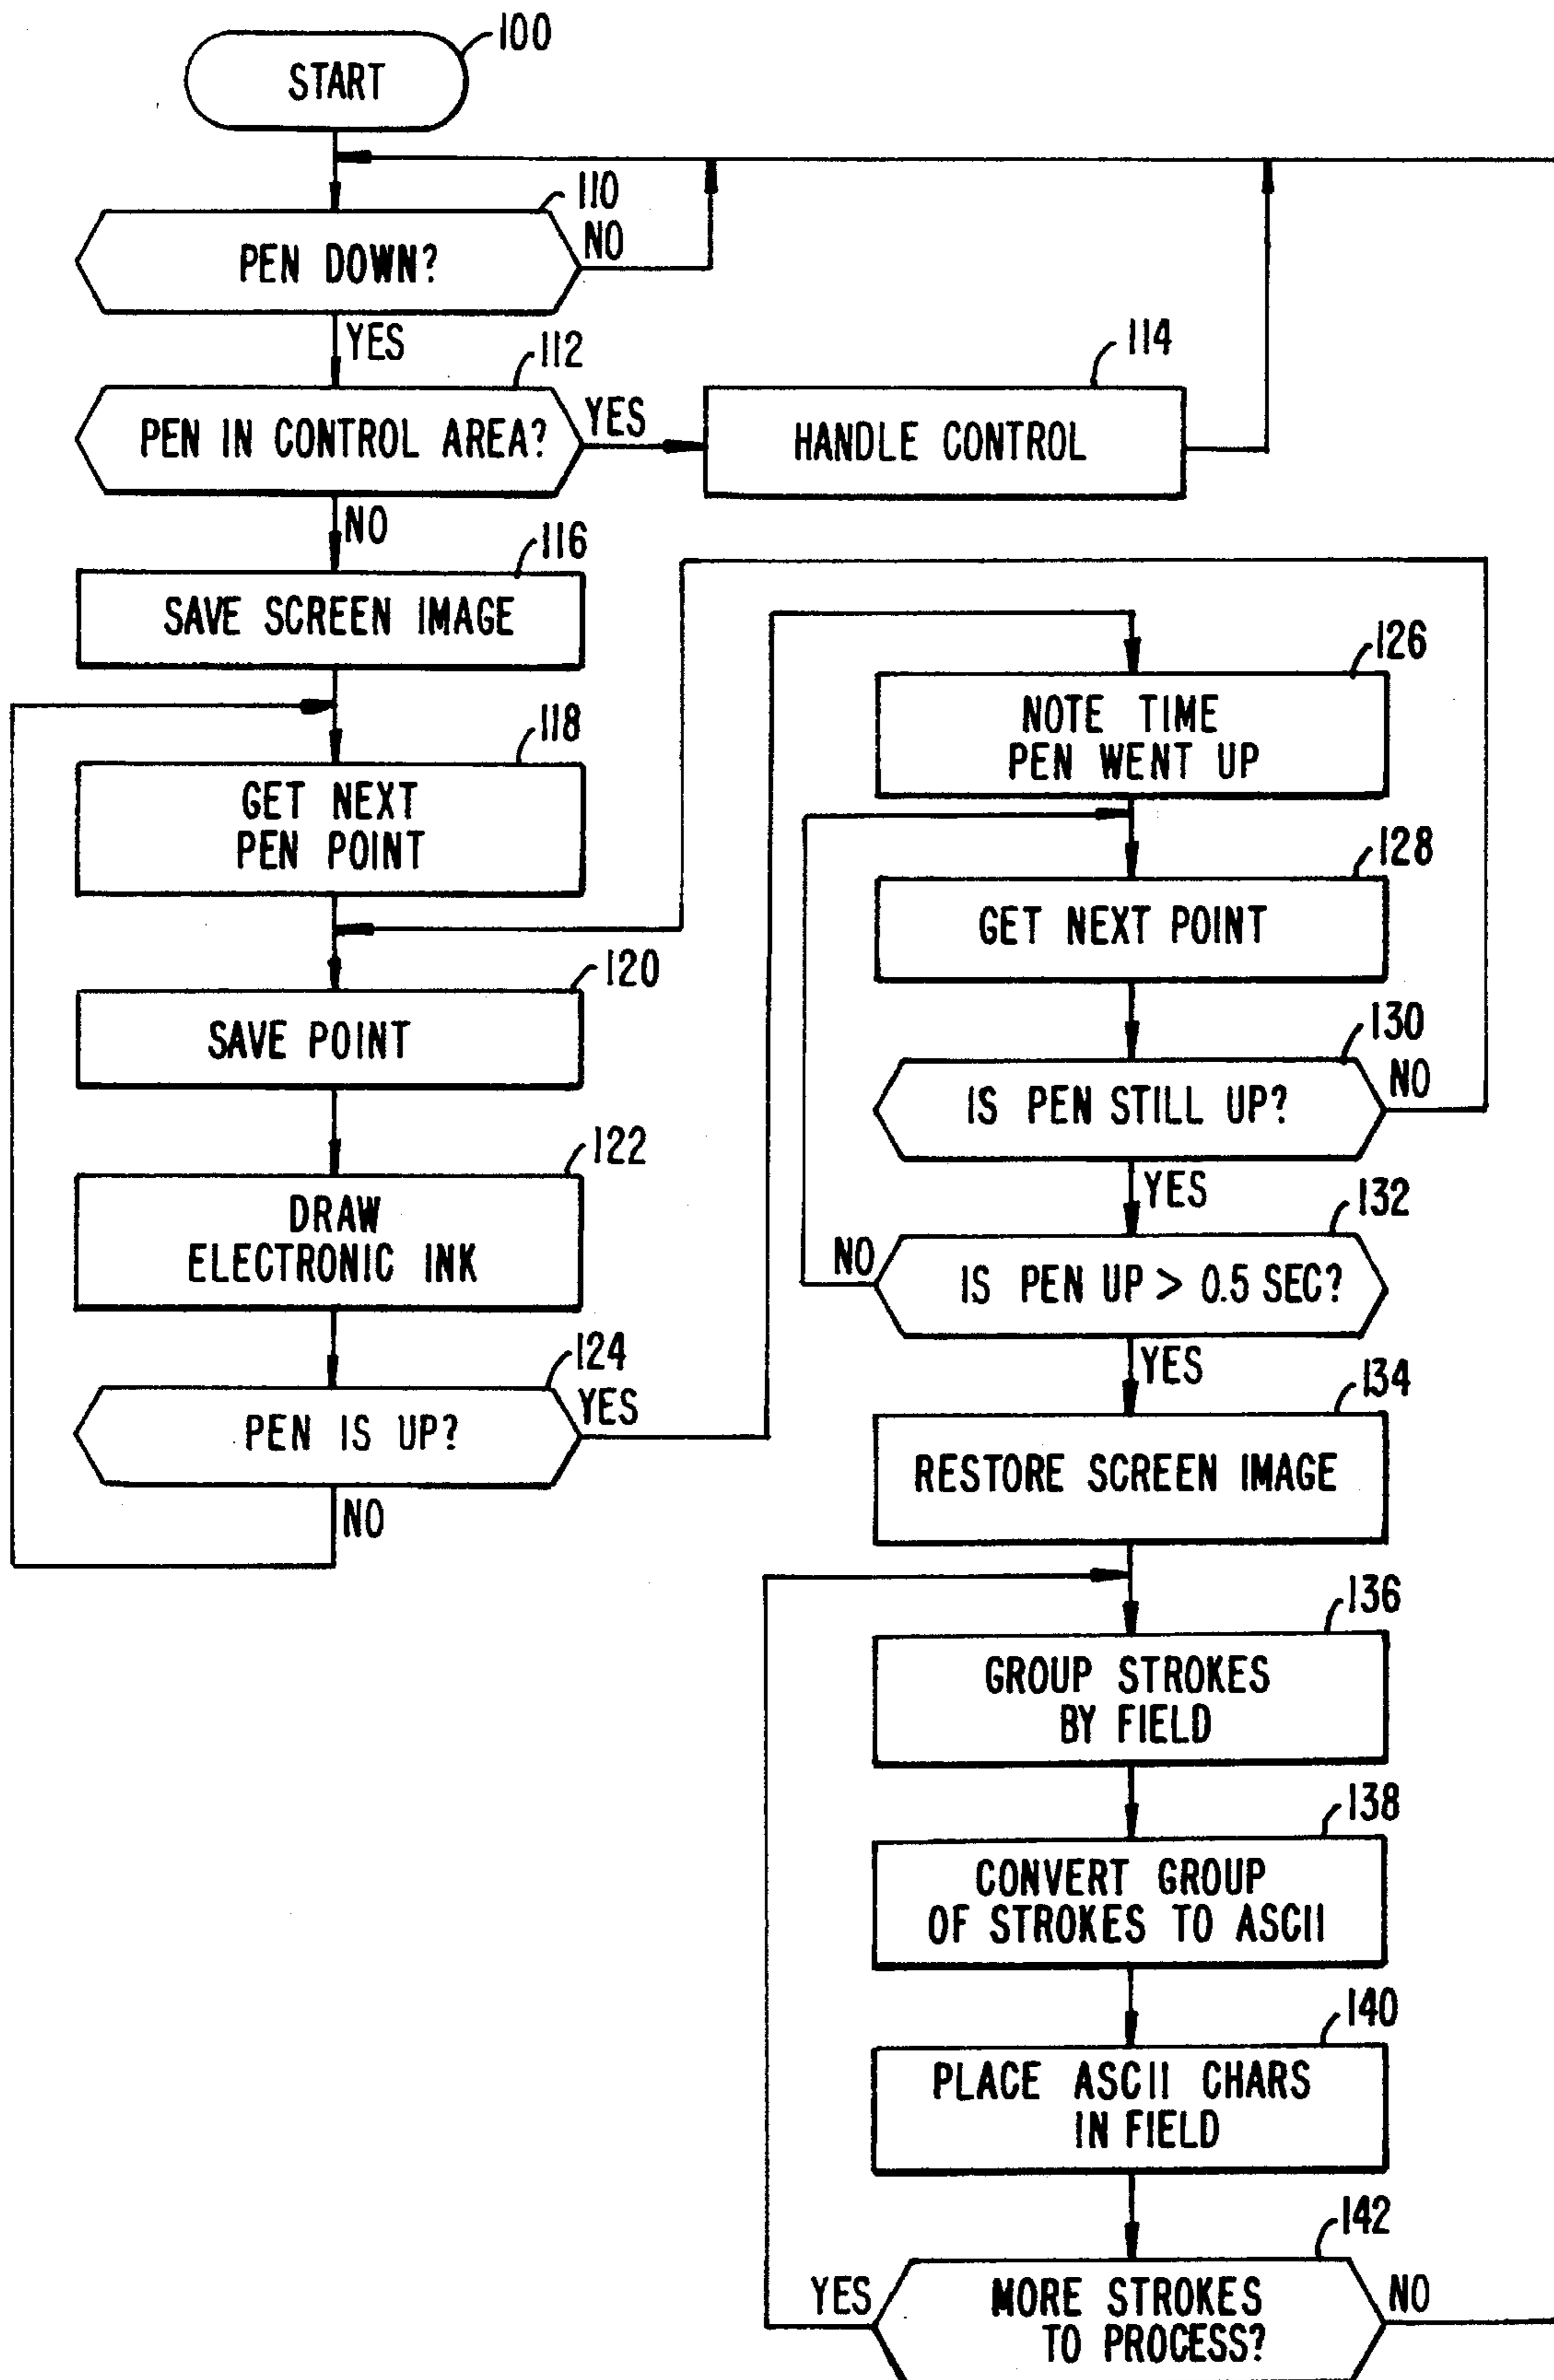 100
START
110
PEN DOWN?
NO
YES
112
PEN IN CONTROL AREA?
YES
114
HANDLE CONTROL
NO
116
SAVE SCREEN IMAGE
118
GET NEXT
PEN POINT
120
SAVE POINT
122
DRAW
ELECTRONIC INK
124
PEN IS UP?
YES
NO
126
NOTE TIME
PEN WENT UP
128
GET NEXT POINT
130
IS PEN STILL UP?
NO
YES
132
NO
IS PEN UP > 0.5 SEC?
YES
134
RESTORE SCREEN IMAGE
136
GROUP STROKES
BY FIELD
138
CONVERT GROUP
OF STROKES TO ASCII
140
PLACE ASCII CHARS
IN FIELD
142
YES
MORE STROKES
TO PROCESS?
NO